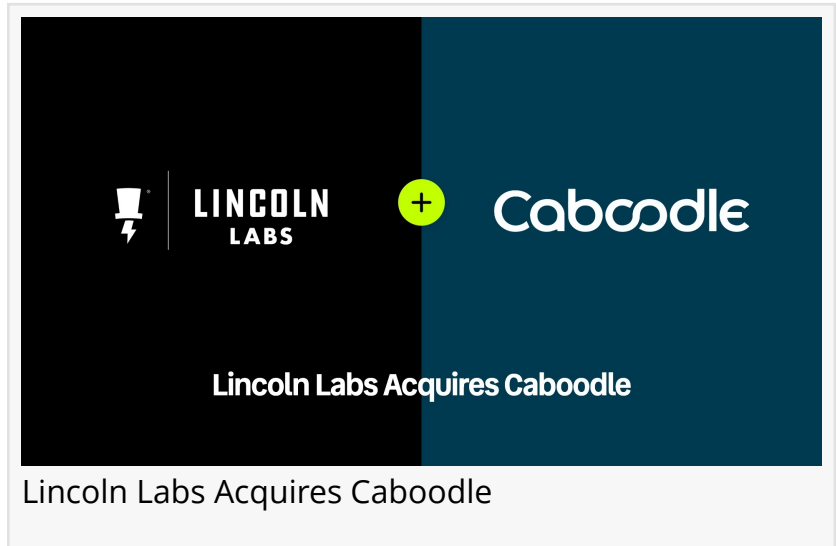 LINCOLN
LABS
+
Caboodle
Lincoln Labs Acquires Caboodle
Lincoln Labs Acquires Caboodle